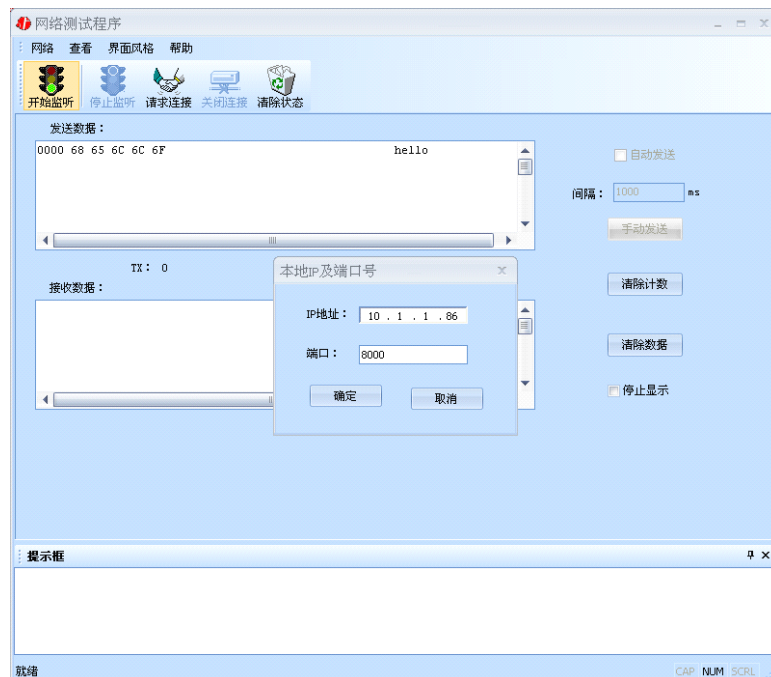 网络测试程序
网络 查看 界面风格 帮助
开始监听 停止监听 请求连接 关闭连接 清除状态
发送数据：
0000 68 65 6C 6C 6F hello
自动发送
间隔： 1000 ms
手动发送
TX： 0
本地IP及端口号
接收数据：
清除计数
IP地址： 10 . 1 . 1 .86
清除数据
端口： 8000
停止显示
确定 取消
提示框
就绪
CAP NUM SCRL